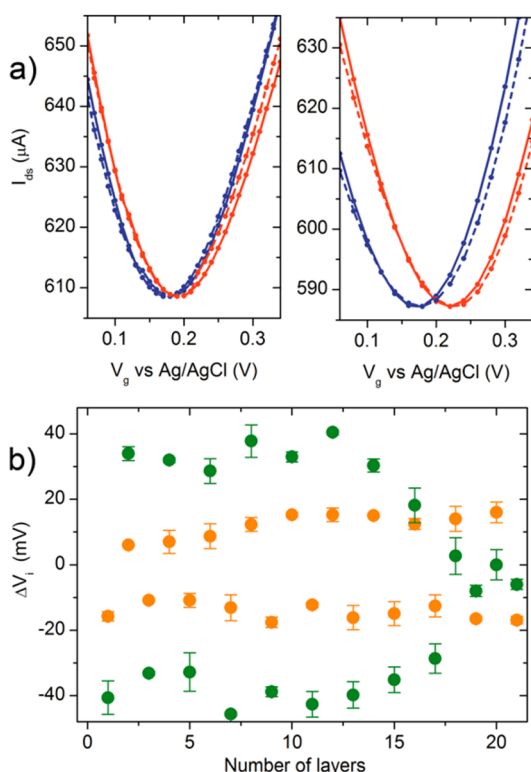 a)
I_ds (µA)
650
640
630
620
610
0.1 0.2 0.3
V_g vs Ag/AgCl (V)
630
620
610
600
590
0.1 0.2 0.3
V_g vs Ag/AgCl (V)
b)
ΔV_i (mV)
40
20
0
-20
-40
0 5 10 15 20
Number of layers